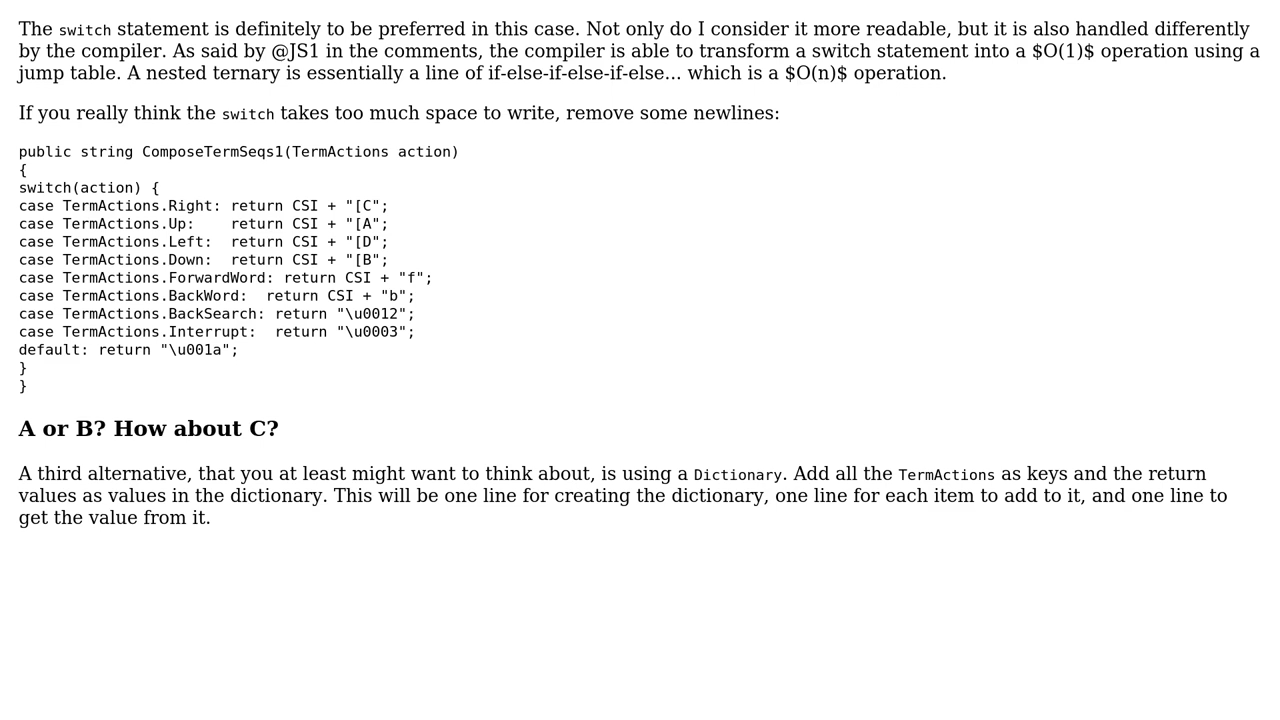 The switch statement is definitely to be preferred in this case. Not only do I consider it more readable, but it is also handled differently
by the compiler. As said by @JS1 in the comments, the compiler is able to transform a switch statement into a $O(1)$ operation using a
jump table. A nested ternary is essentially a line of if-else-if-else-if-else... which is a $O(n)$ operation.
If you really think the switch takes too much space to write, remove some newlines:
public string ComposeTermSeqs1(TermActions action)
{
switch(action) {
case TermActions.Right: return CSI + "[C";
case TermActions.Up:    return CSI + "[A";
case TermActions.Left:  return CSI + "[D";
case TermActions.Down:  return CSI + "[B";
case TermActions.ForwardWord: return CSI + "f";
case TermActions.BackWord:  return CSI + "b";
case TermActions.BackSearch: return "\u0012";
case TermActions.Interrupt:  return "\u0003";
default: return "\u001a";
}
}
A or B? How about C?
A third alternative, that you at least might want to think about, is using a Dictionary. Add all the TermActions as keys and the return
values as values in the dictionary. This will be one line for creating the dictionary, one line for each item to add to it, and one line to
get the value from it.